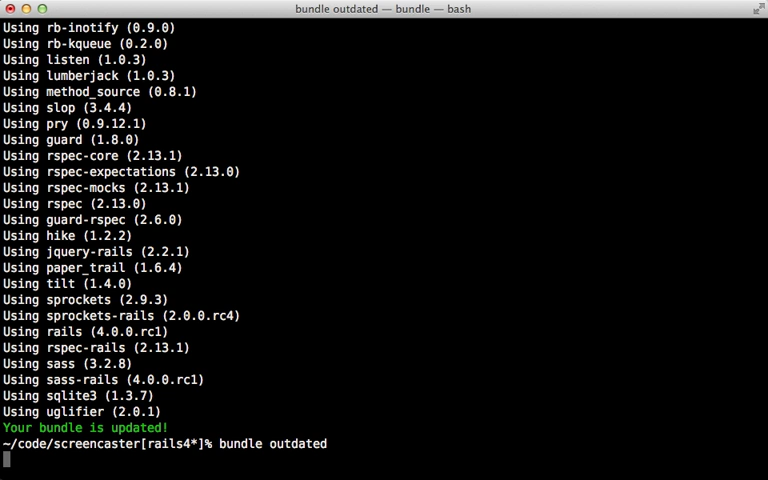 bundle outdated — bundle — bash
Using rb-inotify (0.9.0)
Using rb-kqueue (0.2.0)
Using listen (1.0.3)
Using lumberjack (1.0.3)
Using method_source (0.8.1)
Using slop (3.4.4)
Using pry (0.9.12.1)
Using guard (1.8.0)
Using rspec-core (2.13.1)
Using rspec-expectations (2.13.0)
Using rspec-mocks (2.13.1)
Using rspec (2.13.0)
Using guard-rspec (2.6.0)
Using hike (1.2.2)
Using jquery-rails (2.2.1)
Using paper_trail (1.6.4)
Using tilt (1.4.0)
Using sprockets (2.9.3)
Using sprockets-rails (2.0.0.rc4)
Using rails (4.0.0.rc1)
Using rspec-rails (2.13.1)
Using sass (3.2.8)
Using sass-rails (4.0.0.rc1)
Using sqlite3 (1.3.7)
Using uglifier (2.0.1)
Your bundle is updated!
~/code/screencaster[rails4*]% bundle outdated